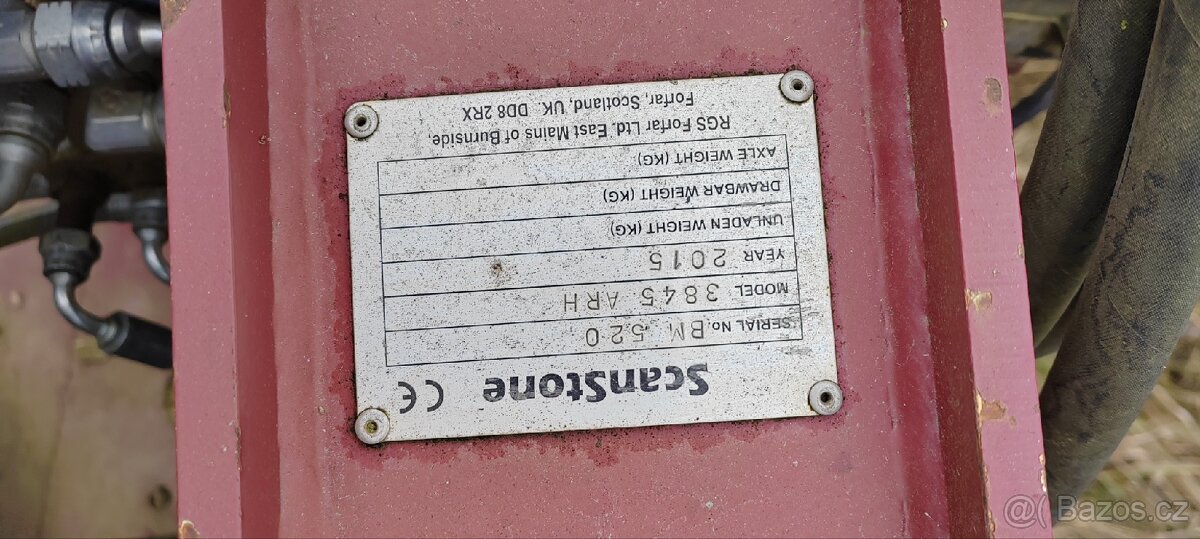 ScanStone CE
SERIAL No. BM 520
MODEL 3845 ARH
YEAR 2015
UNLADEN WEIGHT (KG)
DRAWBAR WEIGHT (KG)
AXLE WEIGHT (KG)
RGS Forfar Ltd, East Mains of Burnside,
Forfar, Scotland, UK DD8 2RX
@ Bazos.cz